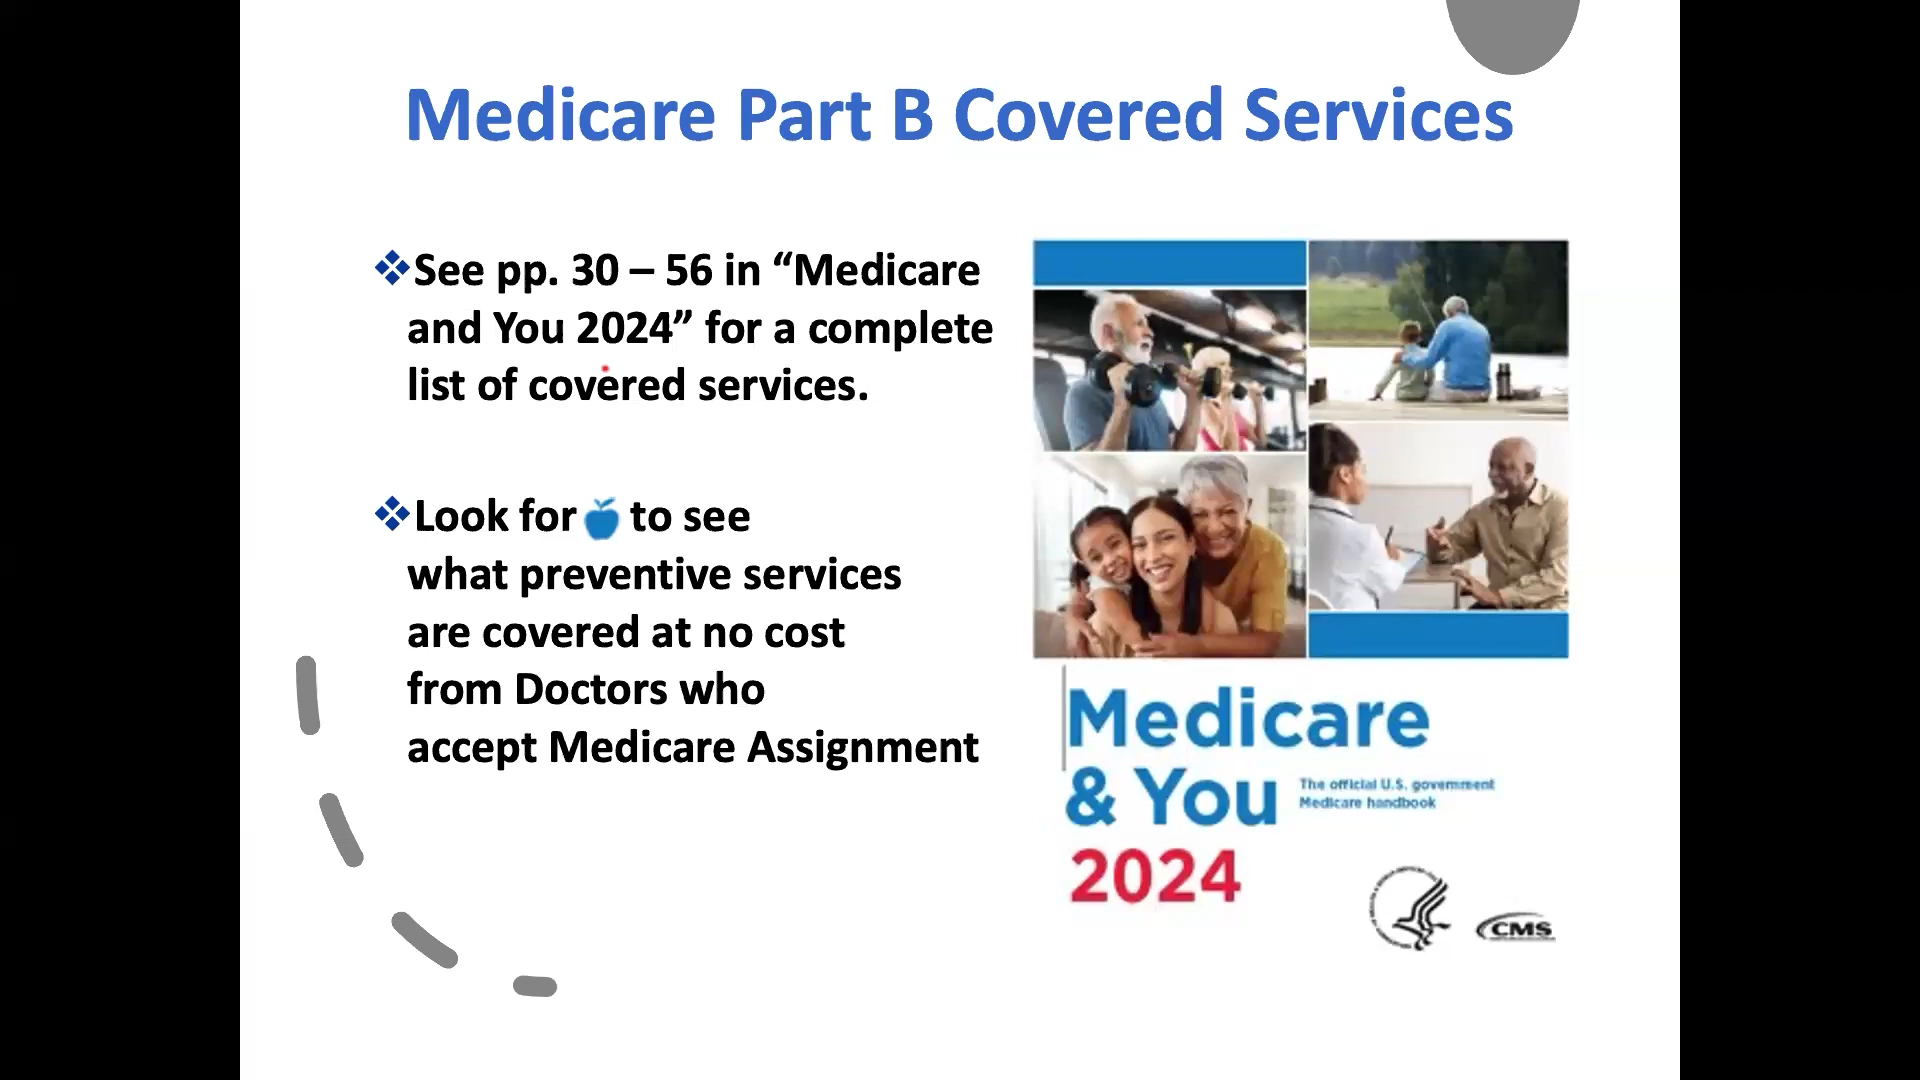 Medicare Part B Covered Services
See pp. 30 – 56 in “Medicare
and You 2024” for a complete
list of covered services.
Look for to see
what preventive services
are covered at no cost
from Doctors who
accept Medicare Assignment
Medicare
& You
The official U.S. government
Medicare handbook
2024
CMS